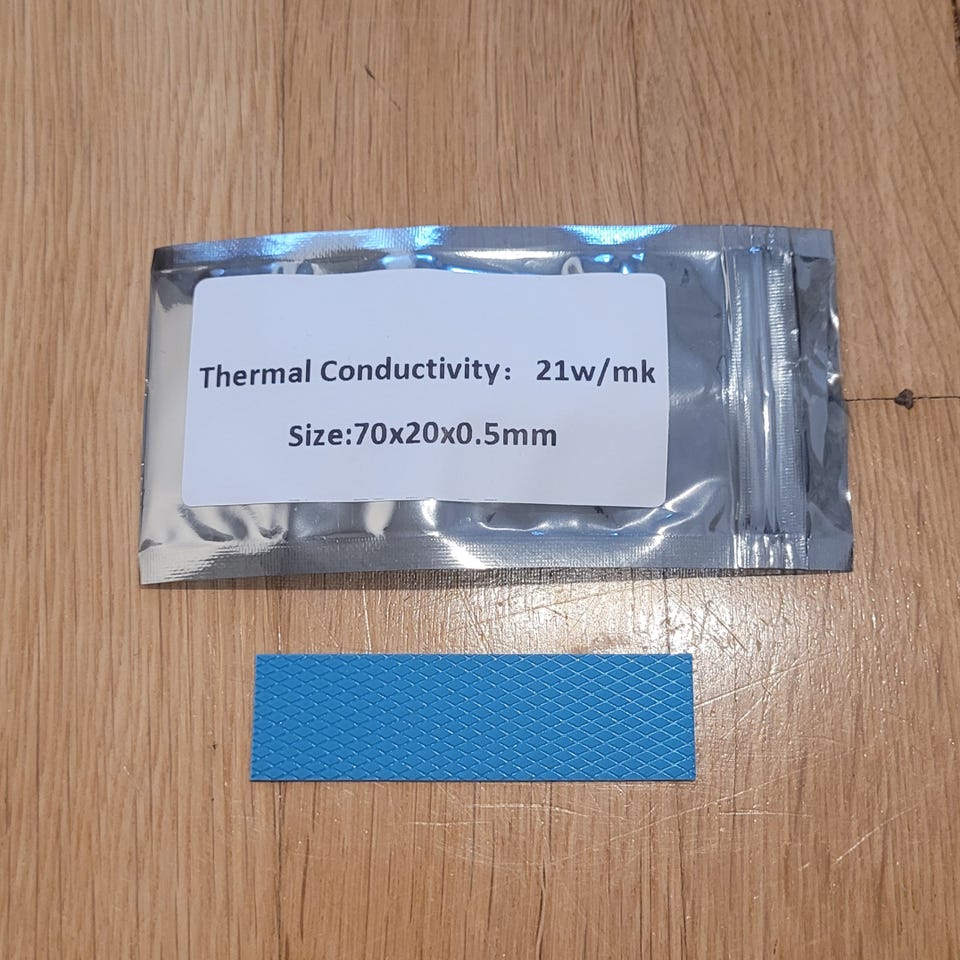 Thermal Conductivity： 21w/mk
Size:70x20x0.5mm